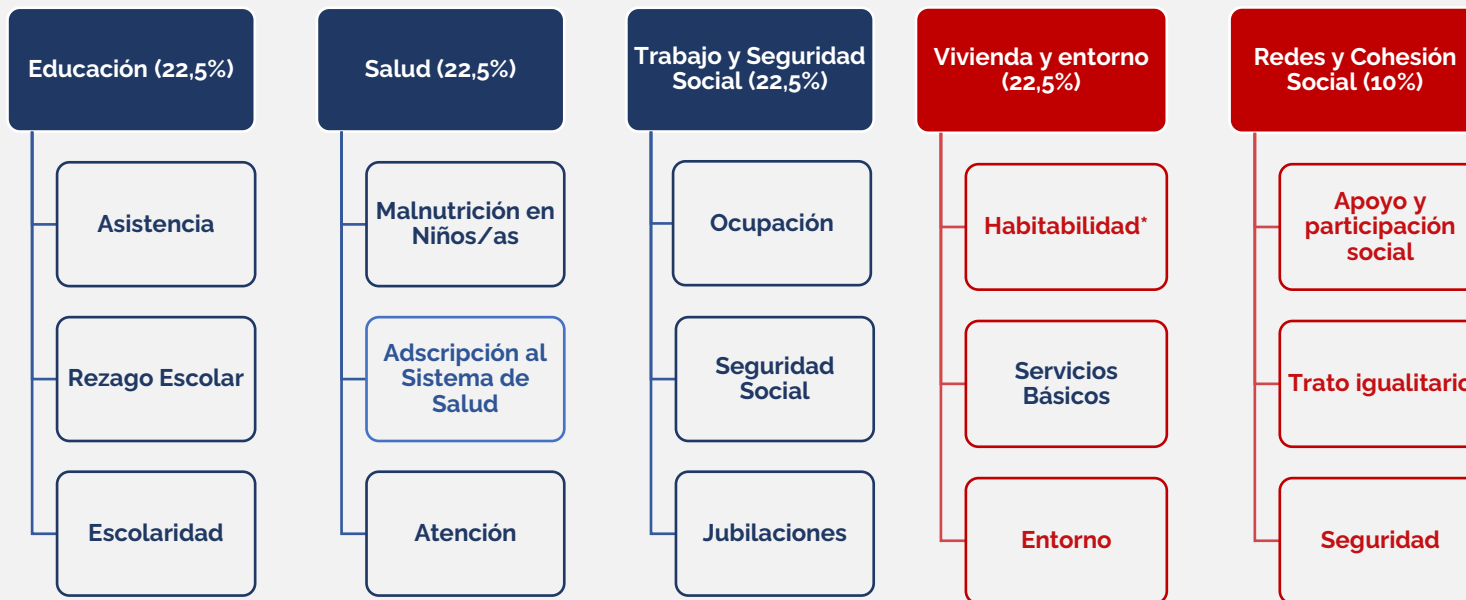 Educación (22,5%)
Asistencia
Rezago Escolar
Escolaridad
Salud (22,5%)
Malnutrición en
Niños/as
Adscripción al
Sistema de
Salud
Atención
Trabajo y Seguridad
Social (22,5%)
Ocupación
Seguridad
Social
Jubilaciones
Vivienda y entorno
(22,5%)
Habitabilidad*
Servicios
Básicos
Entorno
Redes y Cohesión
Social (10%)
Apoyo y
participación
social
Trato igualitario
Seguridad